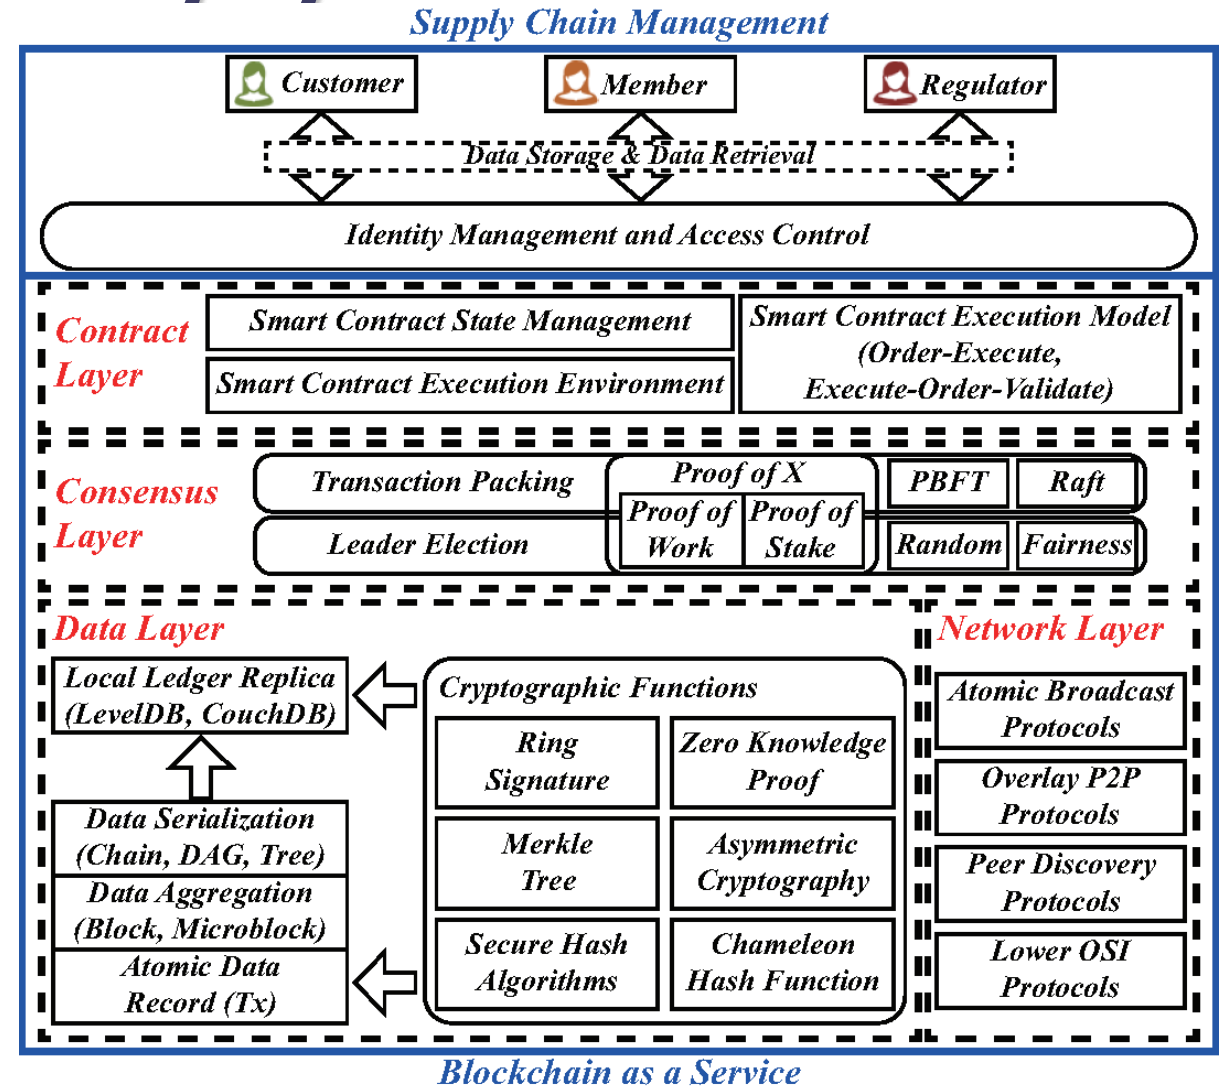 Supply Chain Management
Customer
Member
Regulator
Data Storage & Data Retrieval
Identity Management and Access Control
Contract
Layer
Smart Contract State Management
Smart Contract Execution Environment
Smart Contract Execution Model
(Order-Execute,
Execute-Order-Validate)
Consensus
Layer
Transaction Packing
Leader Election
Proof of X
Proof of
Work
Proof of
Stake
PBFT
Raft
Random
Fairness
Data Layer
Local Ledger Replica
(LevelDB, CouchDB)
Data Serialization
(Chain, DAG, Tree)
Data Aggregation
(Block, Microblock)
Atomic Data
Record (Tx)
Cryptographic Functions
Ring
Signature
Zero Knowledge
Proof
Merkle
Tree
Asymmetric
Cryptography
Secure Hash
Algorithms
Chameleon
Hash Function
Network Layer
Atomic Broadcast
Protocols
Overlay P2P
Protocols
Peer Discovery
Protocols
Lower OSI
Protocols
Blockchain as a Service